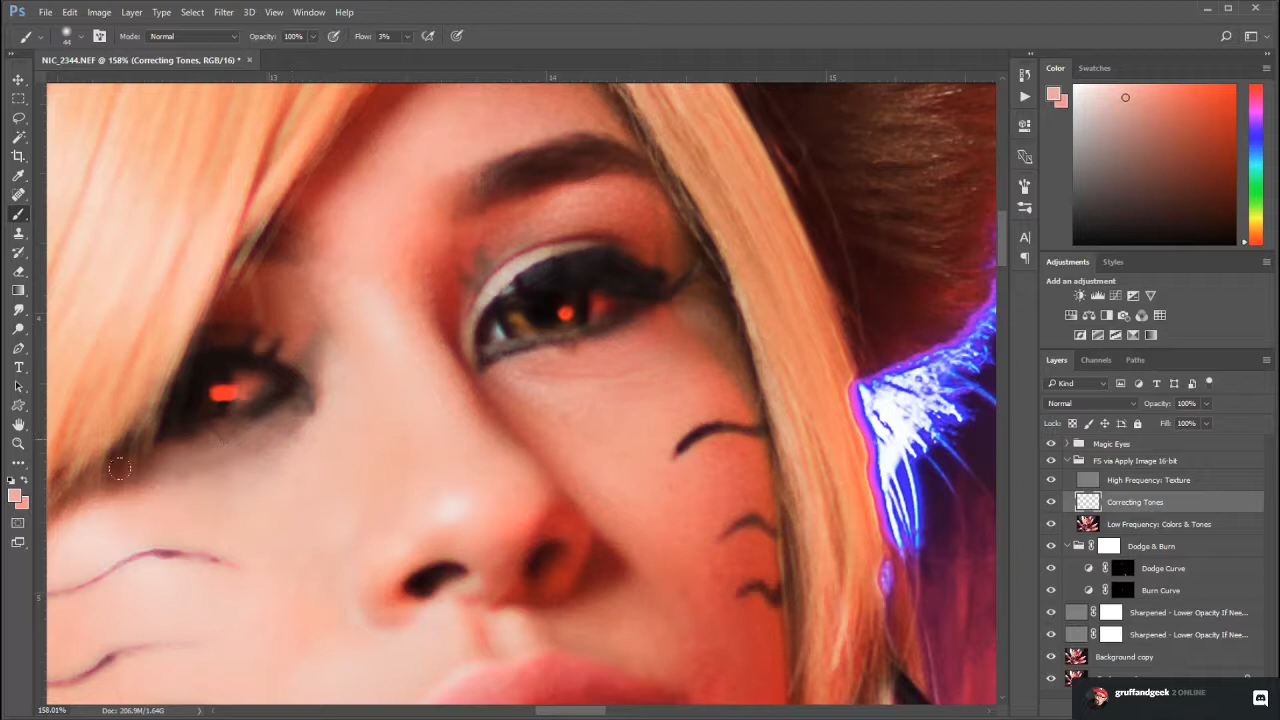 Ps File Edit Image Layer Type Select Filter 3D View Window Help
44 Mode: Normal Opacity: 100% Flow: 3%
NIC_2344.NEF @ 158% (Correcting Tones, RGB/16) * ×
13 14 15
4
5
Color Swatches
Adjustments Styles
Add an adjustment
Layers Channels Paths
Kind
Normal Opacity: 100%
Lock: Fill: 100%
Magic Eyes
FS via Apply Image 16-bit
High Frequency: Texture
Correcting Tones
Low Frequency: Colors & Tones
Dodge & Burn
Dodge Curve
Burn Curve
Sharpened - Lower Opacity If Nee...
Sharpened - Lower Opacity If Nee...
Background copy
158.01% Doc: 206.9M/1.64G
gruffandgeek 2 ONLINE